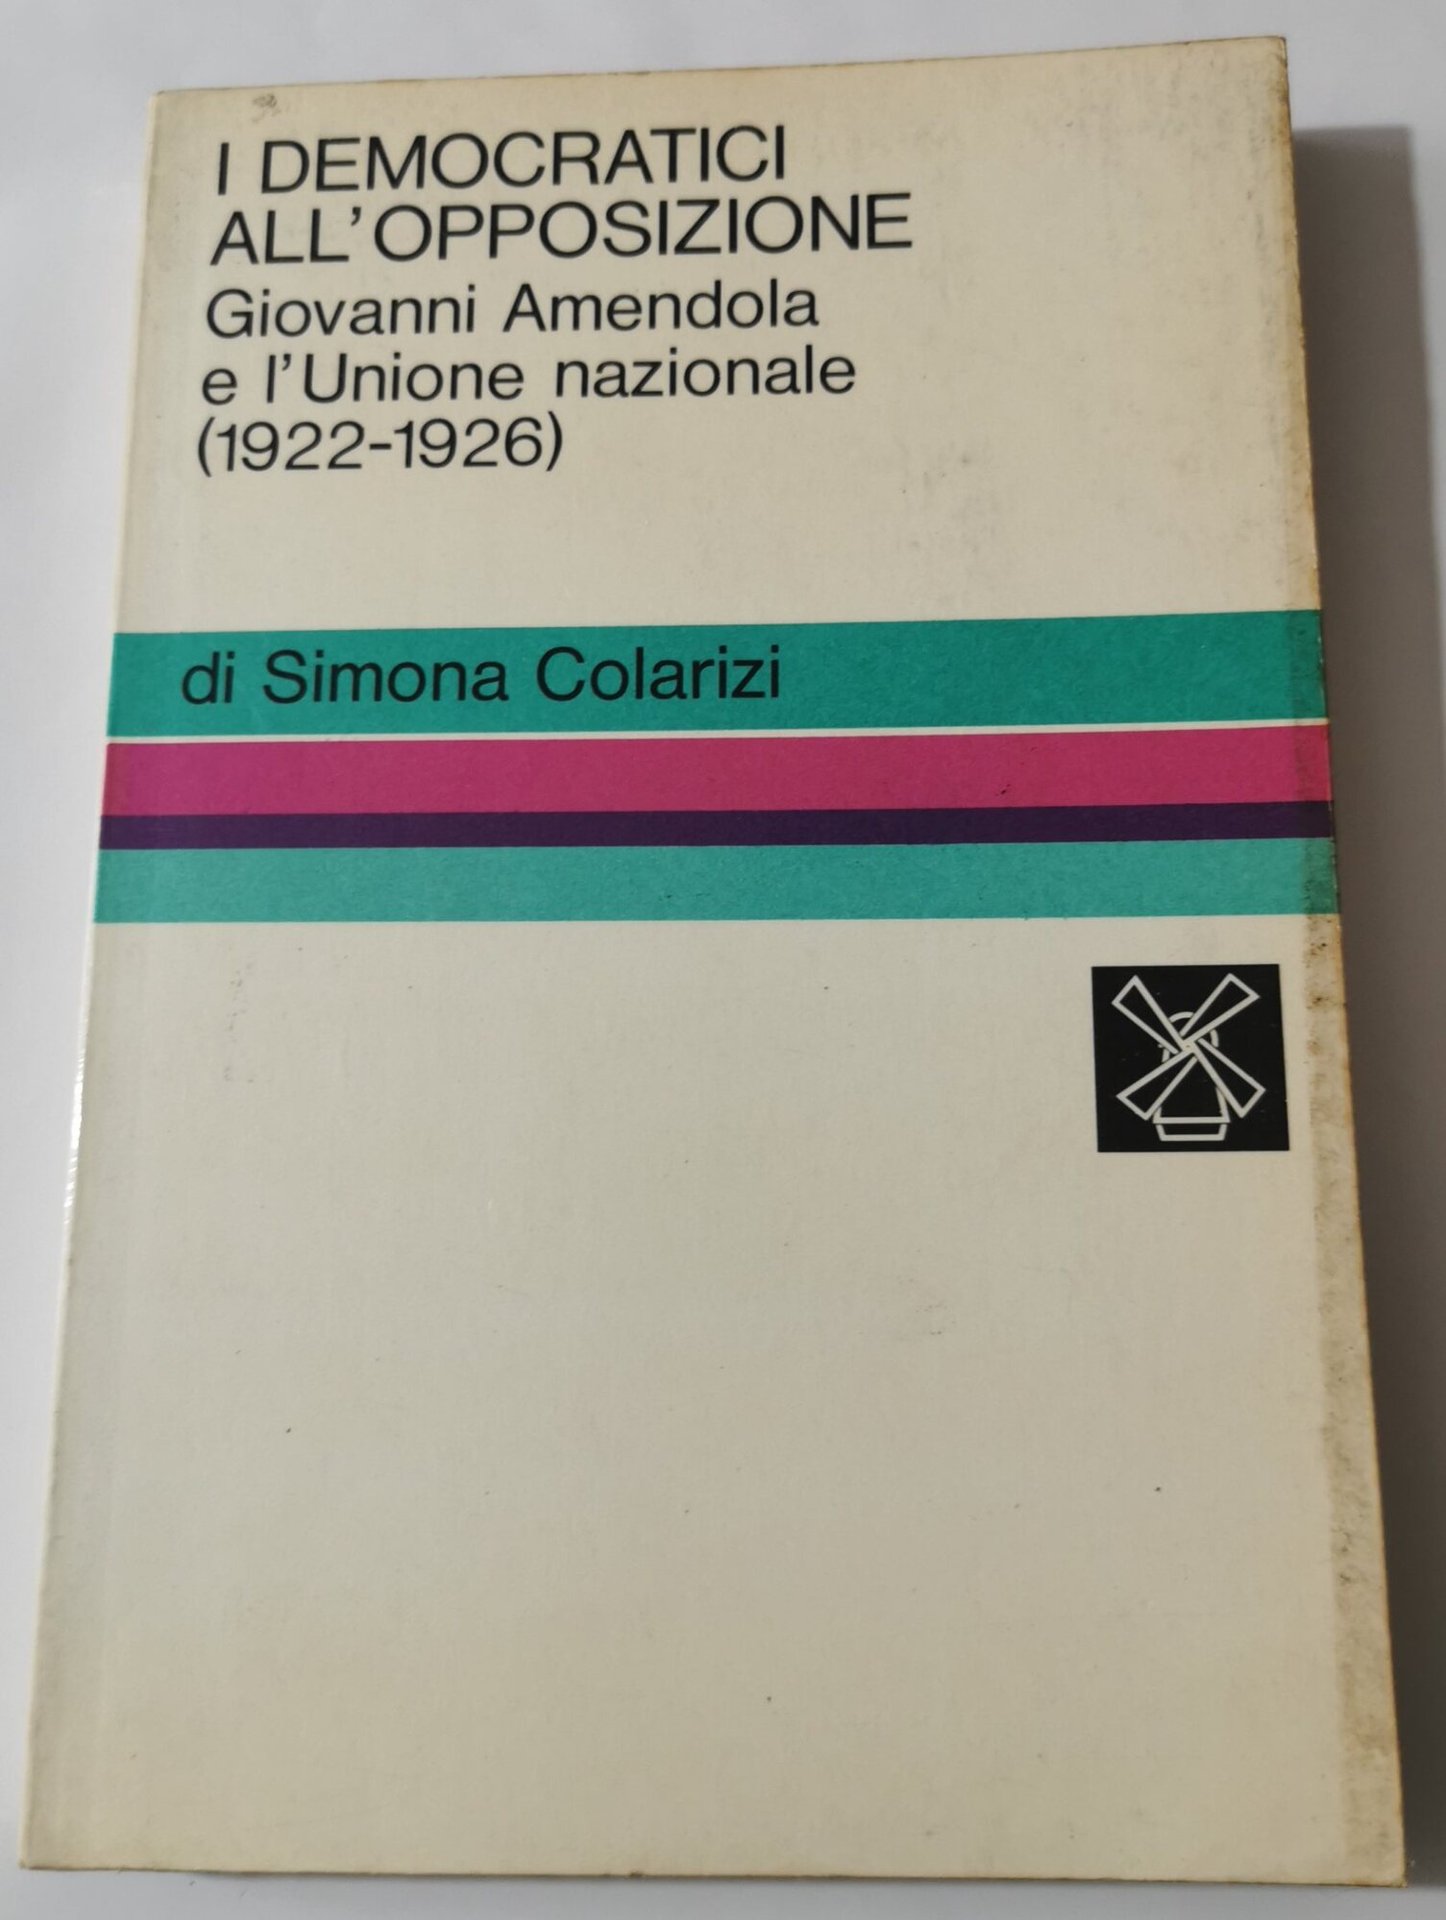 I DEMOCRATICI
ALL'OPPOSIZIONE
Giovanni Amendola
e l'Unione nazionale
(1922-1926)
di Simona Colarizi